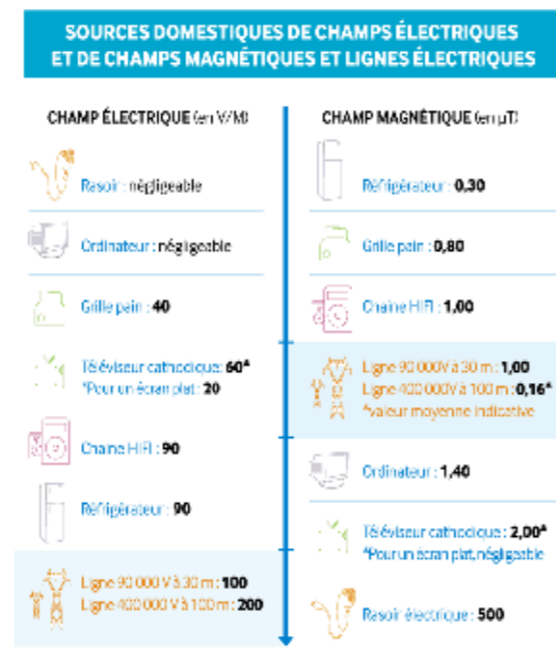 SOURCES DOMESTIQUES DE CHAMPS ÉLECTRIQUES
ET DE CHAMPS MAGNÉTIQUES ET LIGNES ÉLECTRIQUES
CHAMP ÉLECTRIQUE (en V/M)
Rasoir : négligeable
Ordinateur : négligeable
Grille pain : 40
Téléviseur cathodique : 60*
*Pour un écran plat : 20
Chaine HIFI : 90
Réfrigérateur : 90
Ligne 90 000 V à 30 m : 100
Ligne 400 000 V à 100 m : 200
CHAMP MAGNÉTIQUE (en µT)
Réfrigérateur : 0,30
Grille pain : 0,80
Chaine HIFI : 1,00
Ligne 90 000V à 30 m : 1,00
Ligne 400 000V à 100 m : 0,16*
*valeur moyenne indicative
Ordinateur : 1,40
Téléviseur cathodique : 2,00*
*Pour un écran plat, négligeable
Rasoir électrique : 500